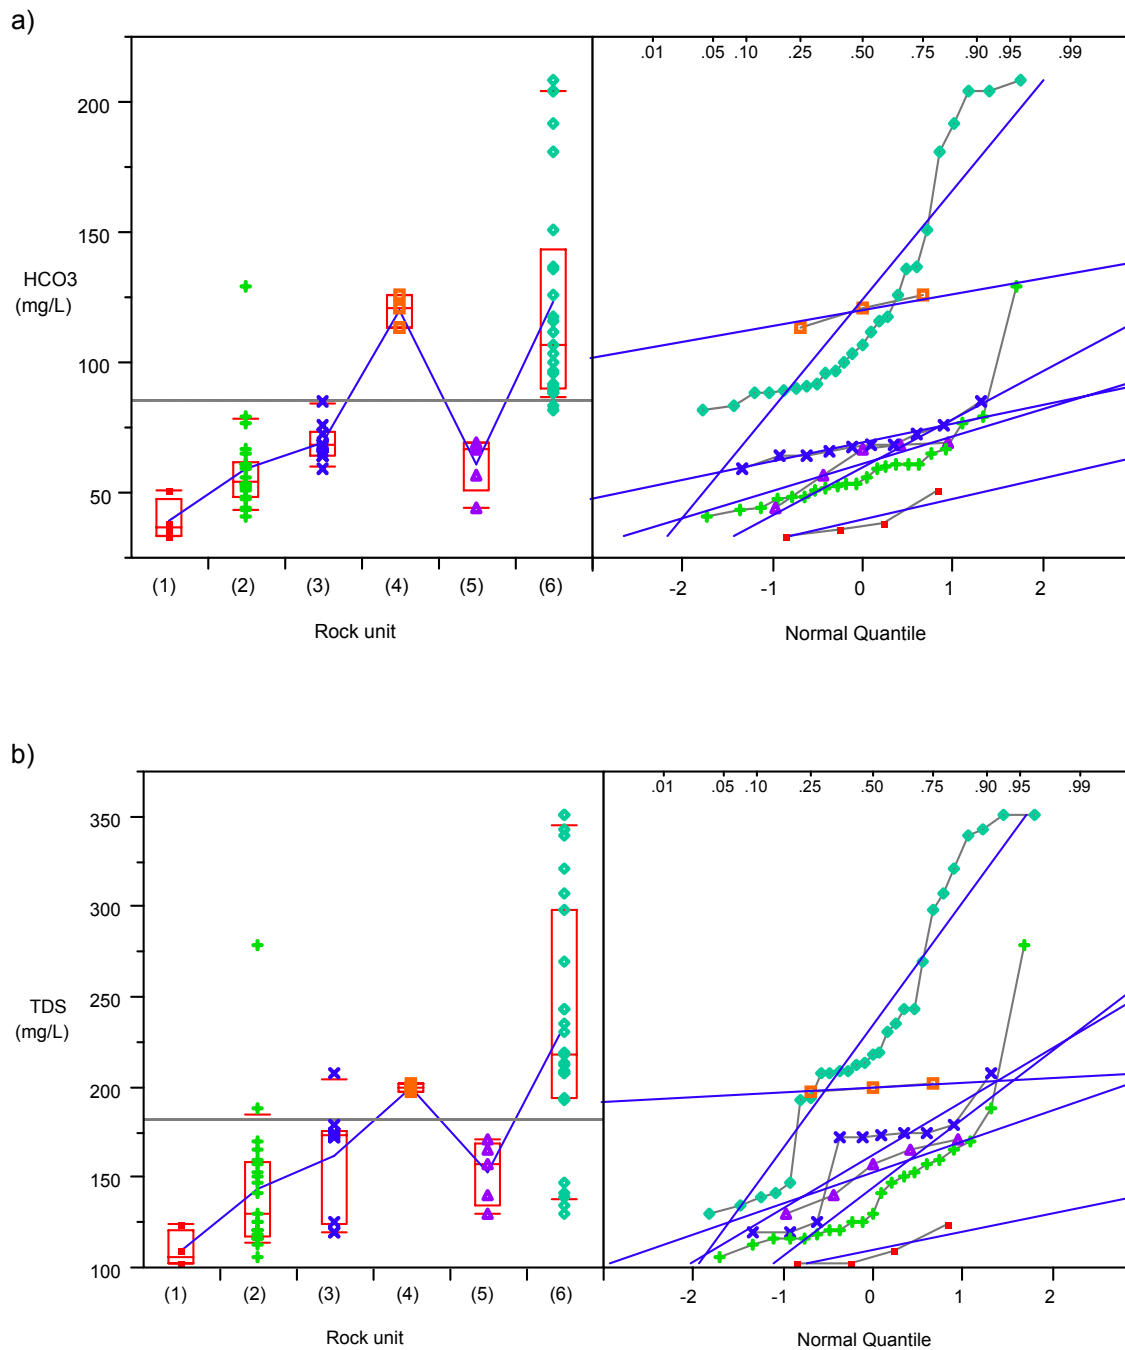 a)
.01 .05 .10 .25 .50 .75 .90 .95 .99
200
150
HCO3
(mg/L)
100
50
(1) (2) (3) (4) (5) (6)
-2 -1 0 1 2
Rock unit
Normal Quantile
b)
.01 .05 .10 .25 .50 .75 .90 .95 .99
350
300
250
TDS
(mg/L)
200
150
100
(1) (2) (3) (4) (5) (6)
-2 -1 0 1 2
Rock unit
Normal Quantile